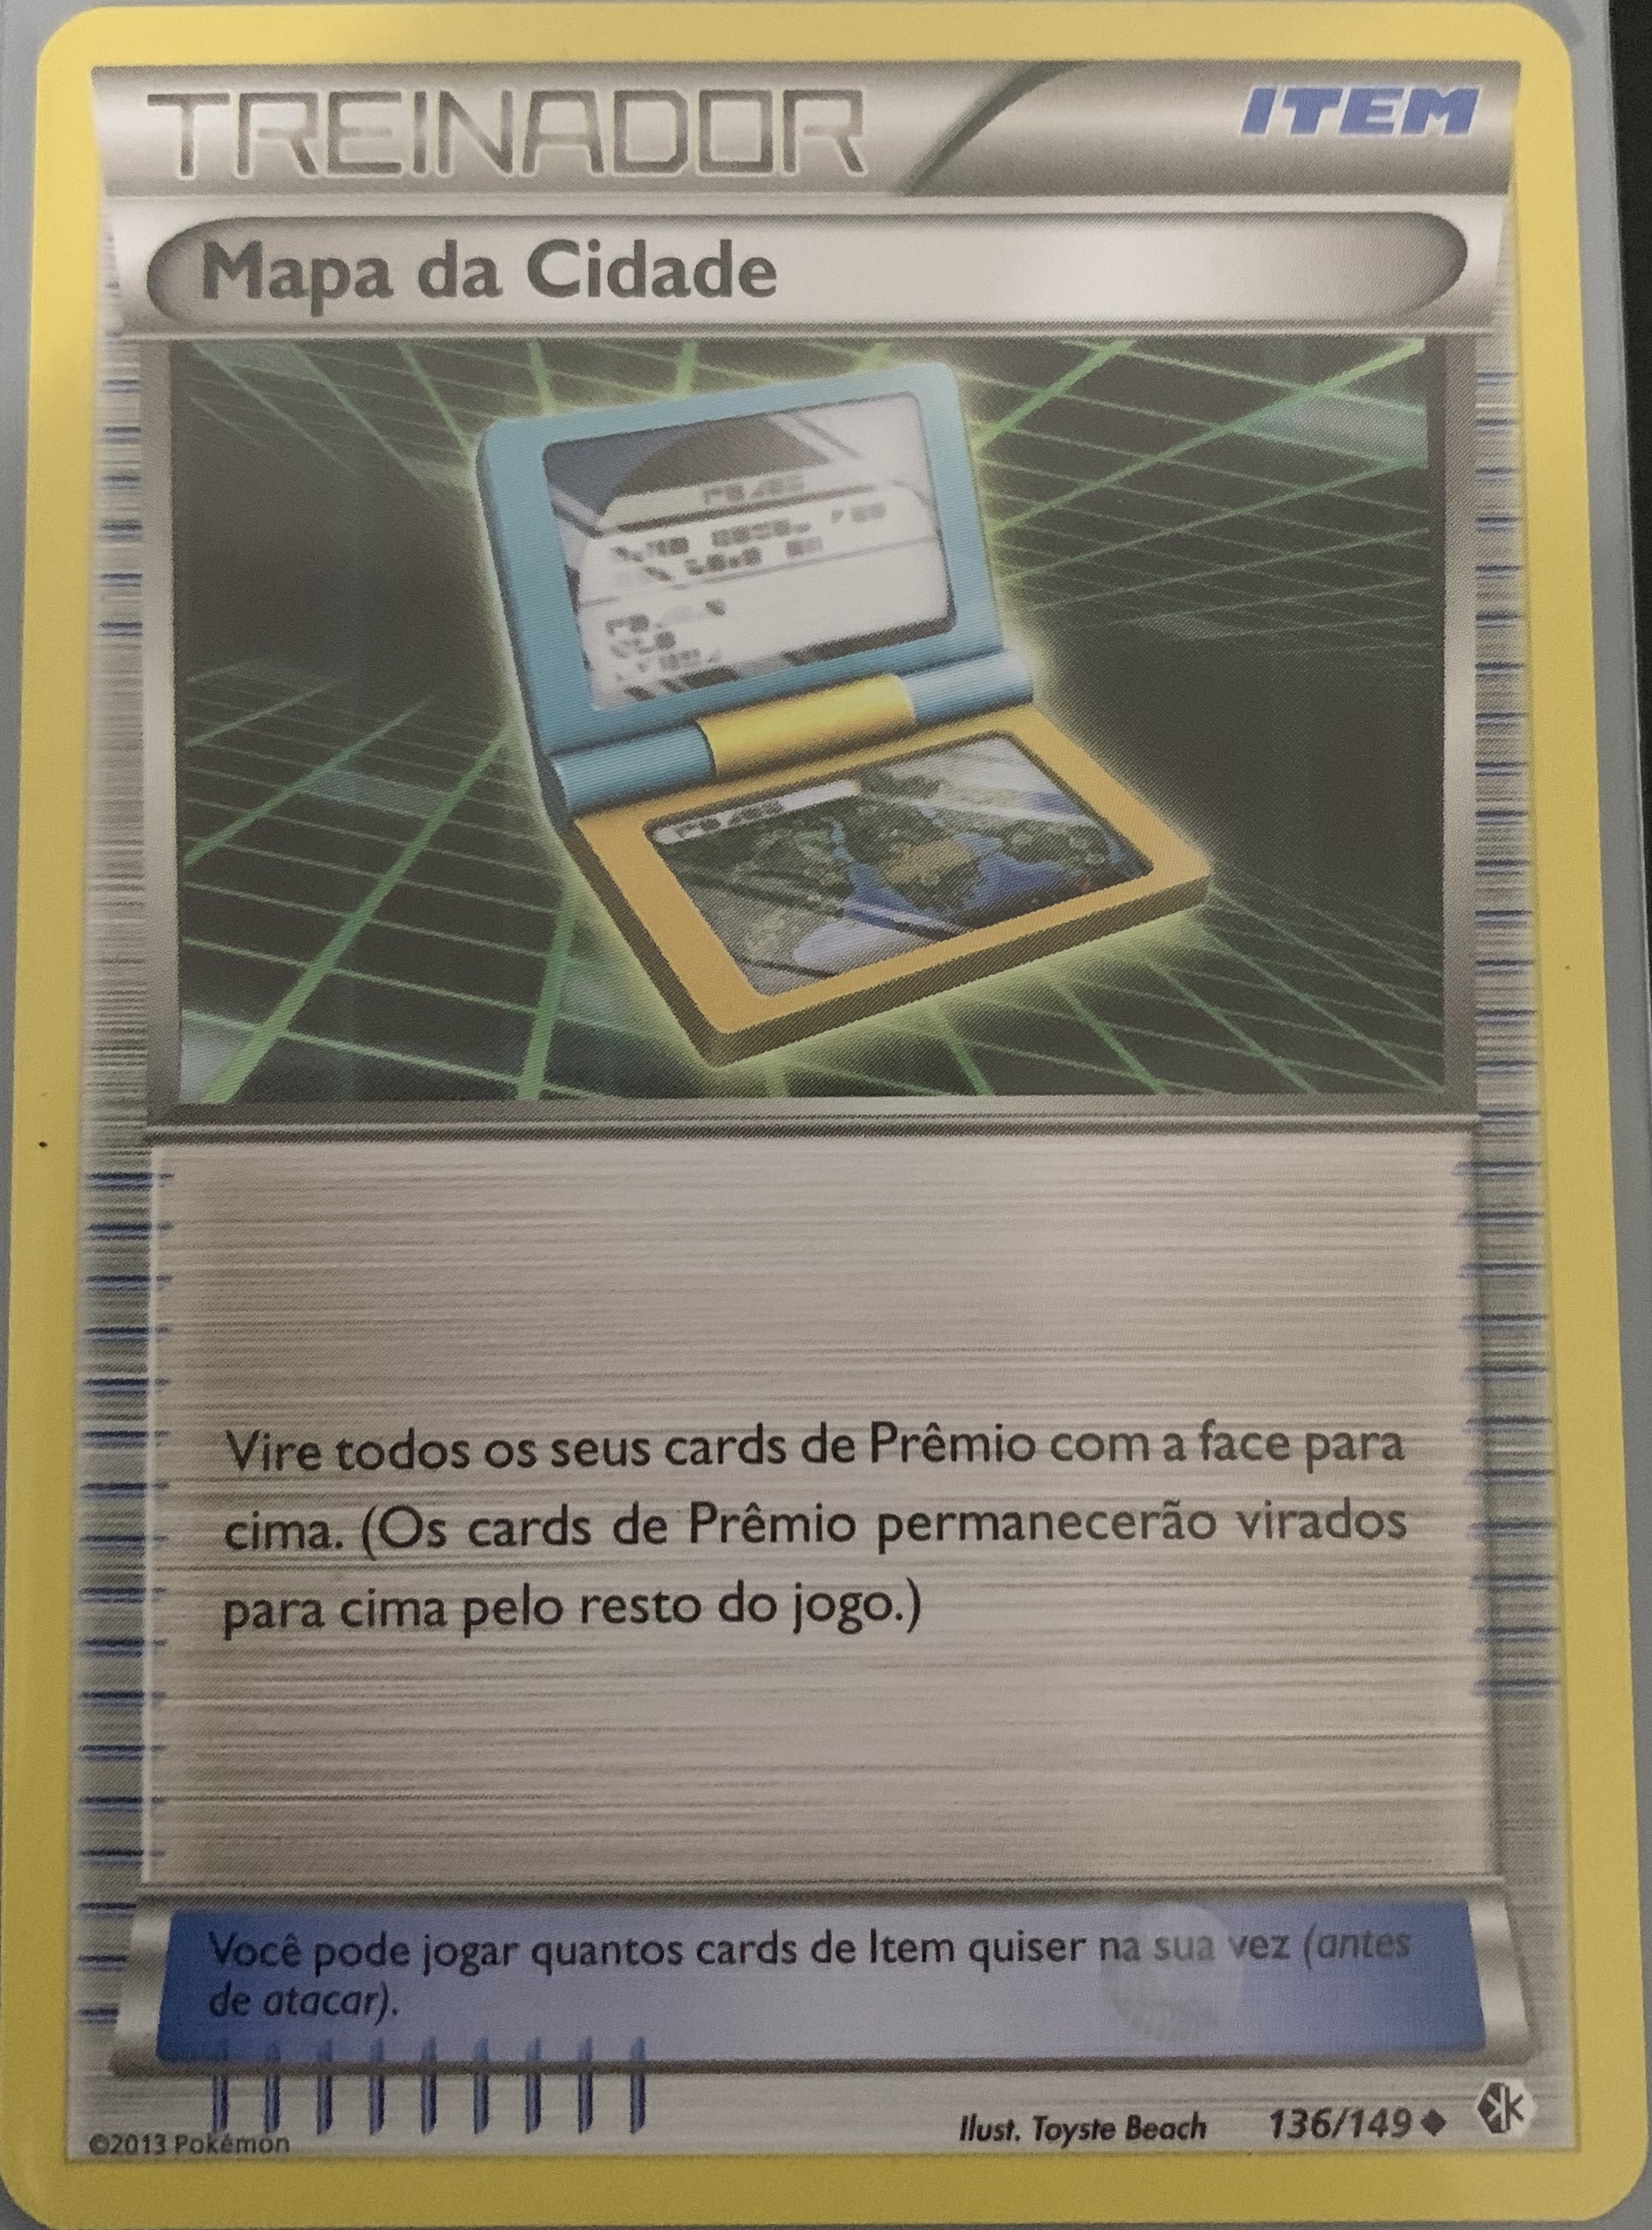 TREINADOR
ITEM
Mapa da Cidade
Vire todos os seus cards de Prêmio com a face para
cima. (Os cards de Prêmio permanecerão virados
para cima pelo resto do jogo.)
Você pode jogar quantos cards de Item quiser na sua vez (antes
de atacar).
©2013 Pokémon
Ilust. Toyste Beach
136/149